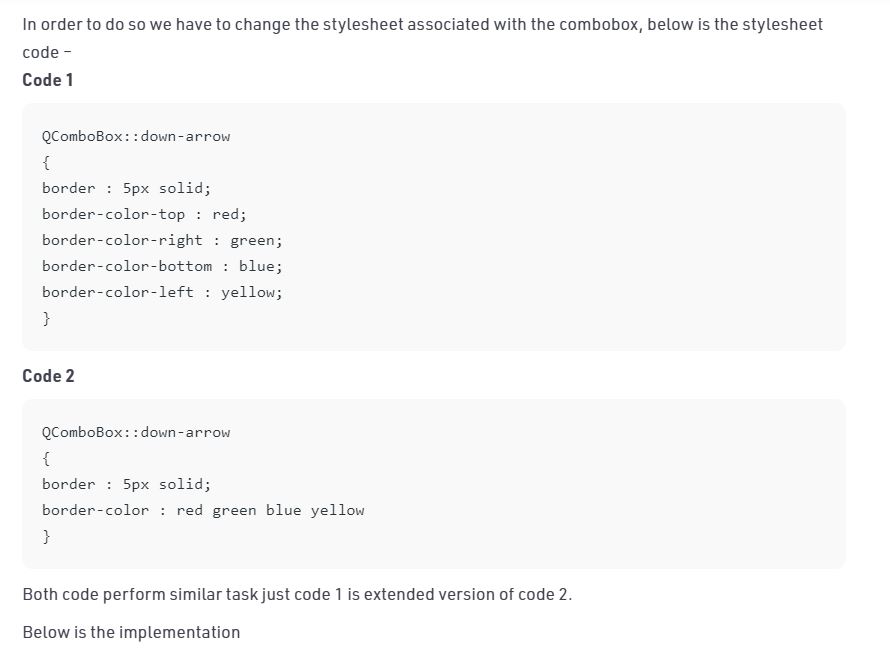 In order to do so we have to change the stylesheet associated with the combobox, below is the stylesheet
code –
Code 1
QComboBox::down-arrow
{
border : 5px solid;
border-color-top : red;
border-color-right : green;
border-color-bottom : blue;
border-color-left : yellow;
}
Code 2
QComboBox::down-arrow
{
border : 5px solid;
border-color : red green blue yellow
}
Both code perform similar task just code 1 is extended version of code 2.
Below is the implementation